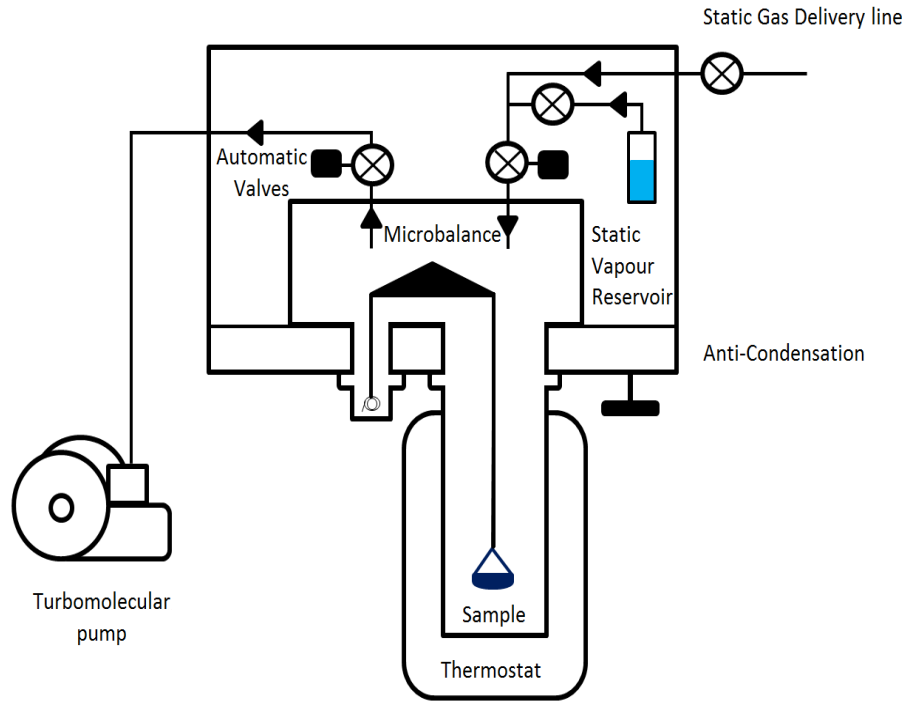 Static Gas Delivery line
Automatic
Valves
Microbalance
Static
Vapour
Reservoir
Anti-Condensation
Turbomolecular
pump
Sample
Thermostat